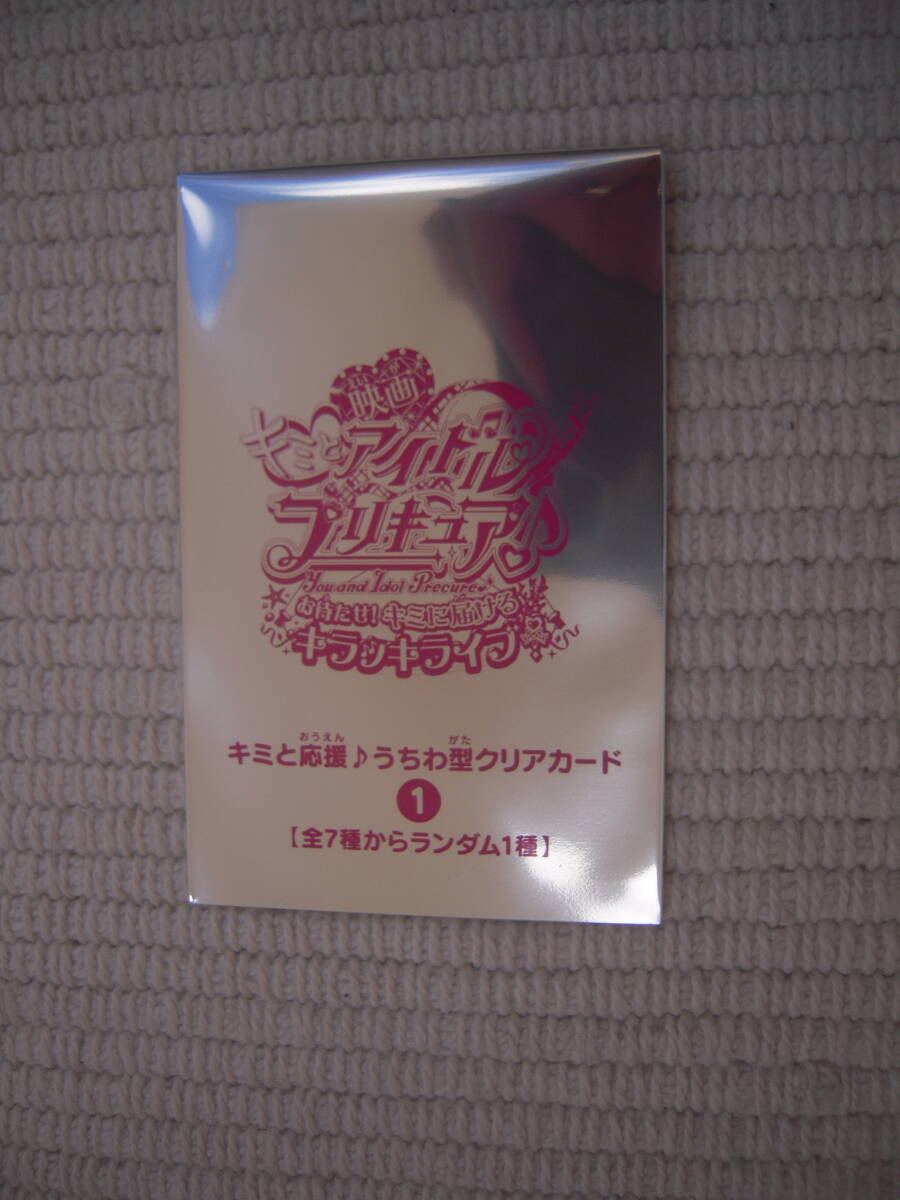 えいが
映画
キミとアイドル
プリキュア♪
You and Idol Precure
お待たせ！キミに届ける
キラッキライブ
おうえん がた
キミと応援♪うちわ型クリアカード
1
【全7種からランダム1種】